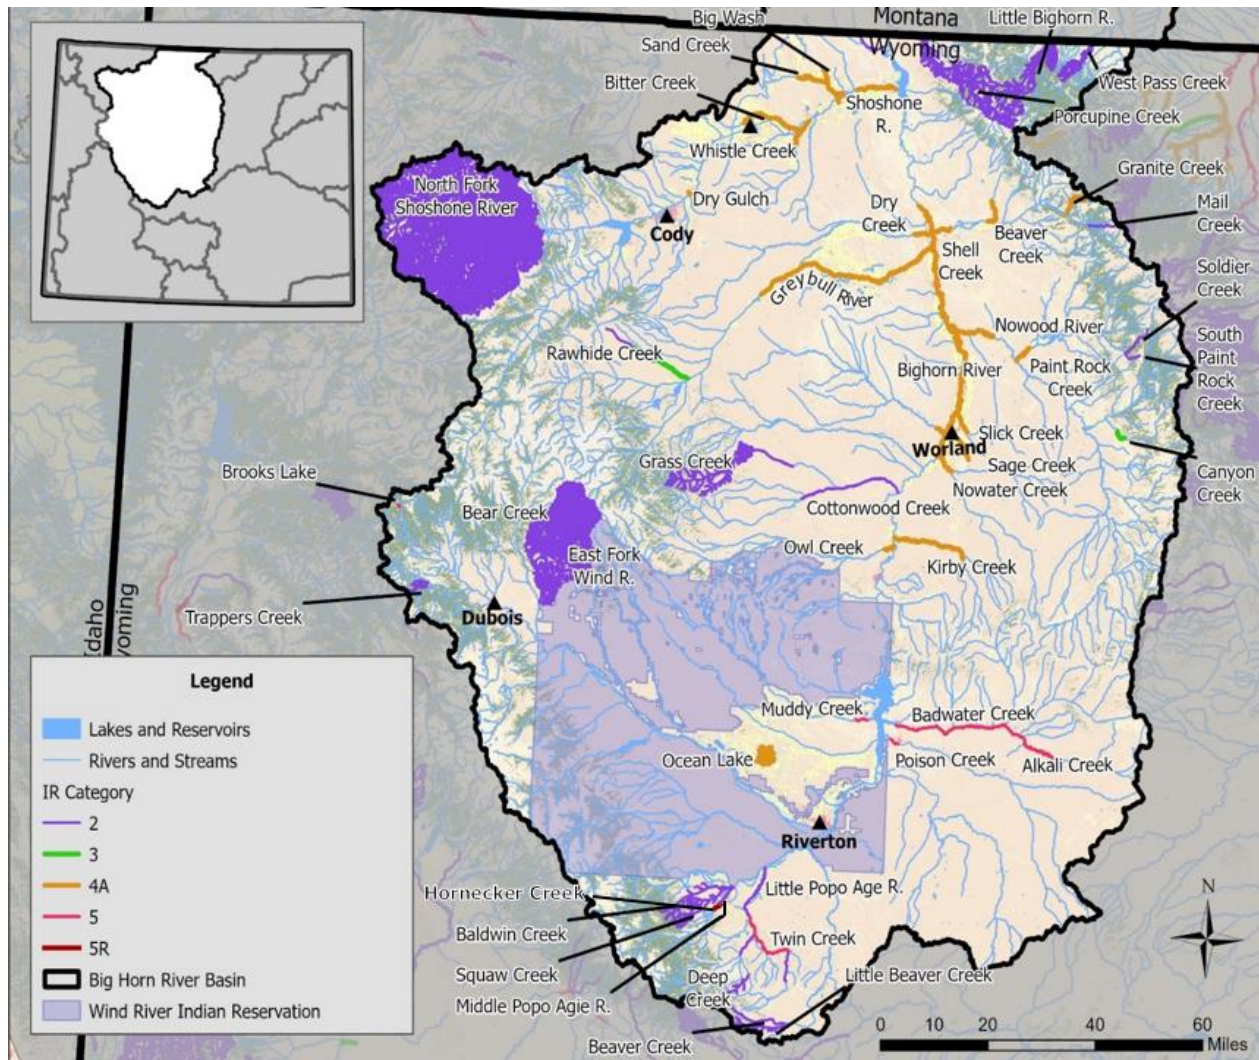 Big Wash
Montana
Wyoming
Little Bighorn R.
Sand Creek
Bitter Creek
West Pass Creek
Shoshone
R.
Porcupine Creek
Whistle Creek
Granite Creek
North Fork
Shoshone River
Dry Gulch
Cody
Dry
Creek
Beaver
Creek
Mail
Creek
Shell
Creek
Soldier
Creek
Greybull River
Nowood River
South
Paint
Rock
Creek
Rawhide Creek
Bighorn River
Paint Rock
Creek
Worland
Slick Creek
Grass Creek
Sage Creek
Brooks Lake
Nowater Creek
Canyon
Creek
Bear Creek
Cottonwood Creek
East Fork
Wind R.
Owl Creek
Kirby Creek
Idaho
yoming
Trappers Creek
Dubois
Legend
Lakes and Reservoirs
Rivers and Streams
IR Category
2
3
4A
5
5R
Big Horn River Basin
Wind River Indian Reservation
Muddy Creek
Badwater Creek
Ocean Lake
Poison Creek
Alkali Creek
Riverton
Hornecker Creek
Little Popo Age R.
Baldwin Creek
Twin Creek
Squaw Creek
Deep
Creek
Little Beaver Creek
Middle Popo Agie R.
Beaver Creek
N
0 10 20 40 60
Miles